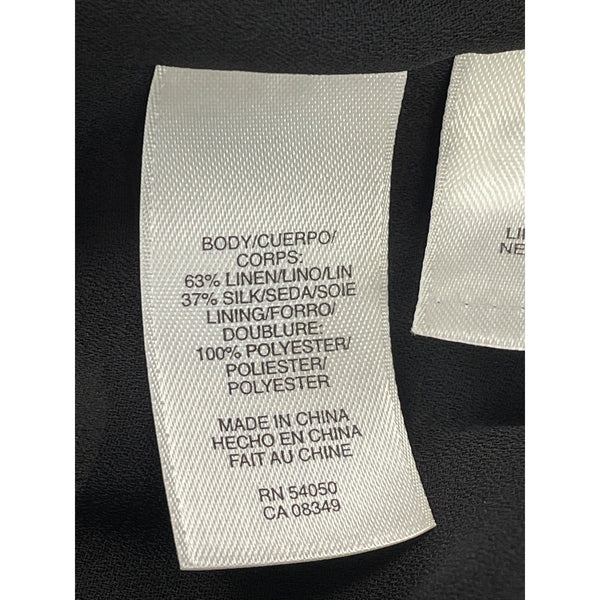 BODY/CUERPO/
CORPS:
63% LINEN/LINO/LIN
37% SILK/SEDA/SOIE
LINING/FORRO/
DOUBLURE:
100% POLYESTER/
POLIESTER/
POLYESTER
MADE IN CHINA
HECHO EN CHINA
FAIT AU CHINE
RN 54050
CA 08349